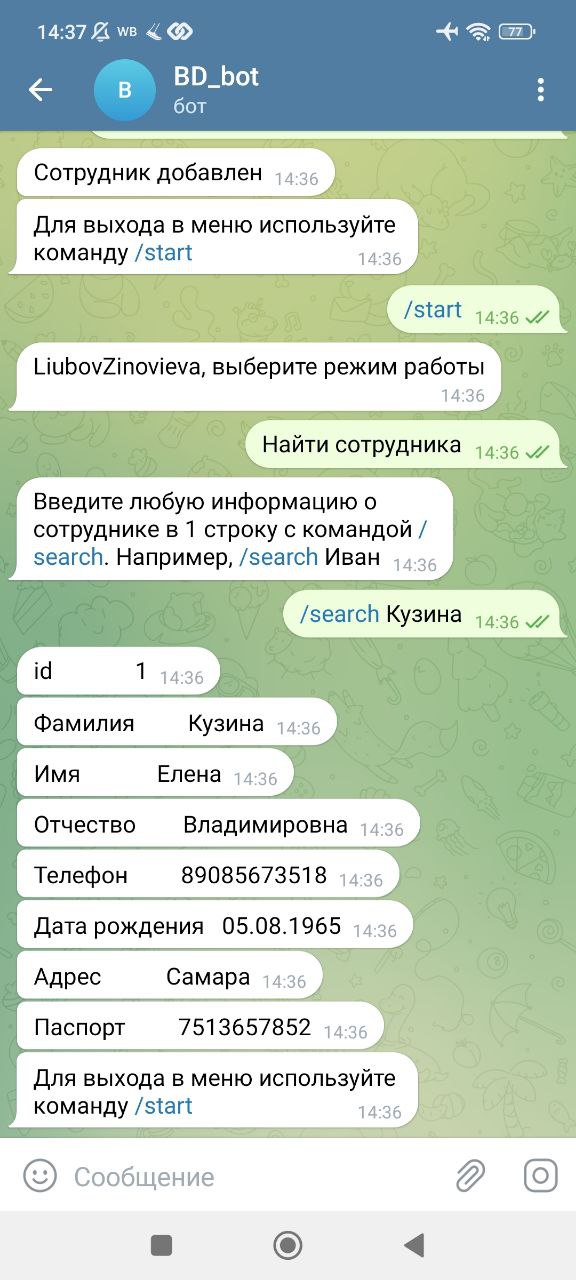 14:37 WB 77
B BD_bot
бот
Сотрудник добавлен 14:36
Для выхода в меню используйте
команду /start 14:36
/start 14:36
LiubovZinovieva, выберите режим работы
14:36
Найти сотрудника 14:36
Введите любую информацию о
сотруднике в 1 строку с командой /
search. Например, /search Иван 14:36
/search Кузина 14:36
id 1 14:36
Фамилия Кузина 14:36
Имя Елена 14:36
Отчество Владимировна 14:36
Телефон 89085673518 14:36
Дата рождения 05.08.1965 14:36
Адрес Самара 14:36
Паспорт 7513657852 14:36
Для выхода в меню используйте
команду /start 14:36
Сообщение